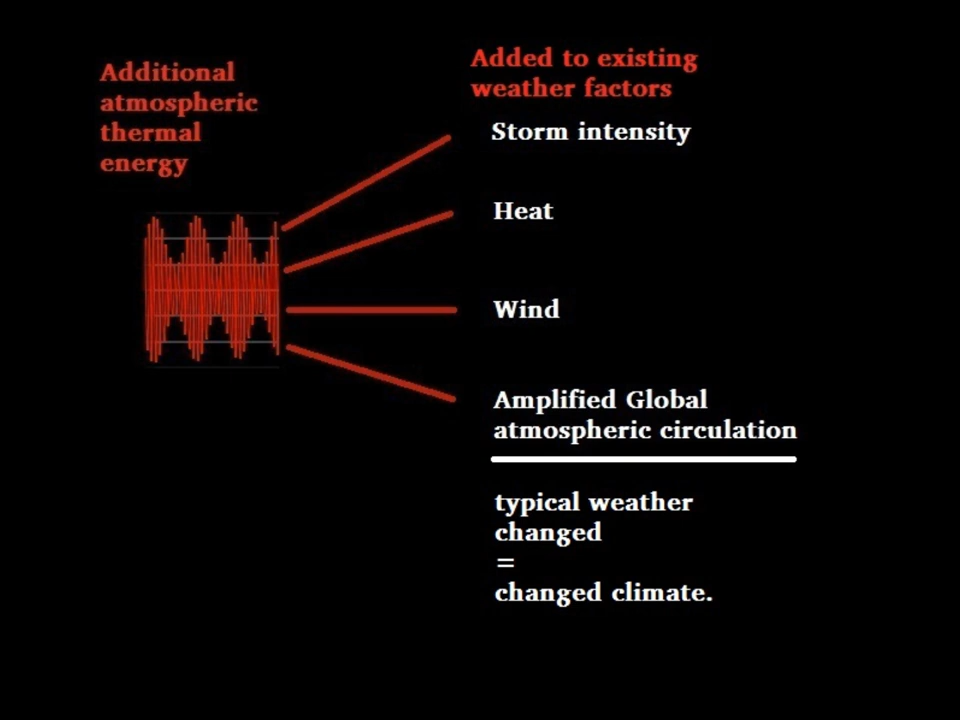 Additional
atmospheric
thermal
energy
Added to existing
weather factors
Storm intensity
Heat
Wind
Amplified Global
atmospheric circulation
typical weather
changed
=
changed climate.